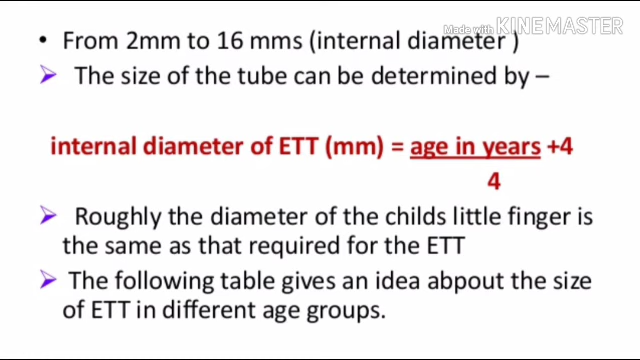 Made with KINEMASTER
• From 2mm to 16 mms (internal diameter )
➤ The size of the tube can be determined by –
internal diameter of ETT (mm) = age in years +4
4
➤ Roughly the diameter of the childs little finger is
the same as that required for the ETT
➤ The following table gives an idea abpout the size
of ETT in different age groups.